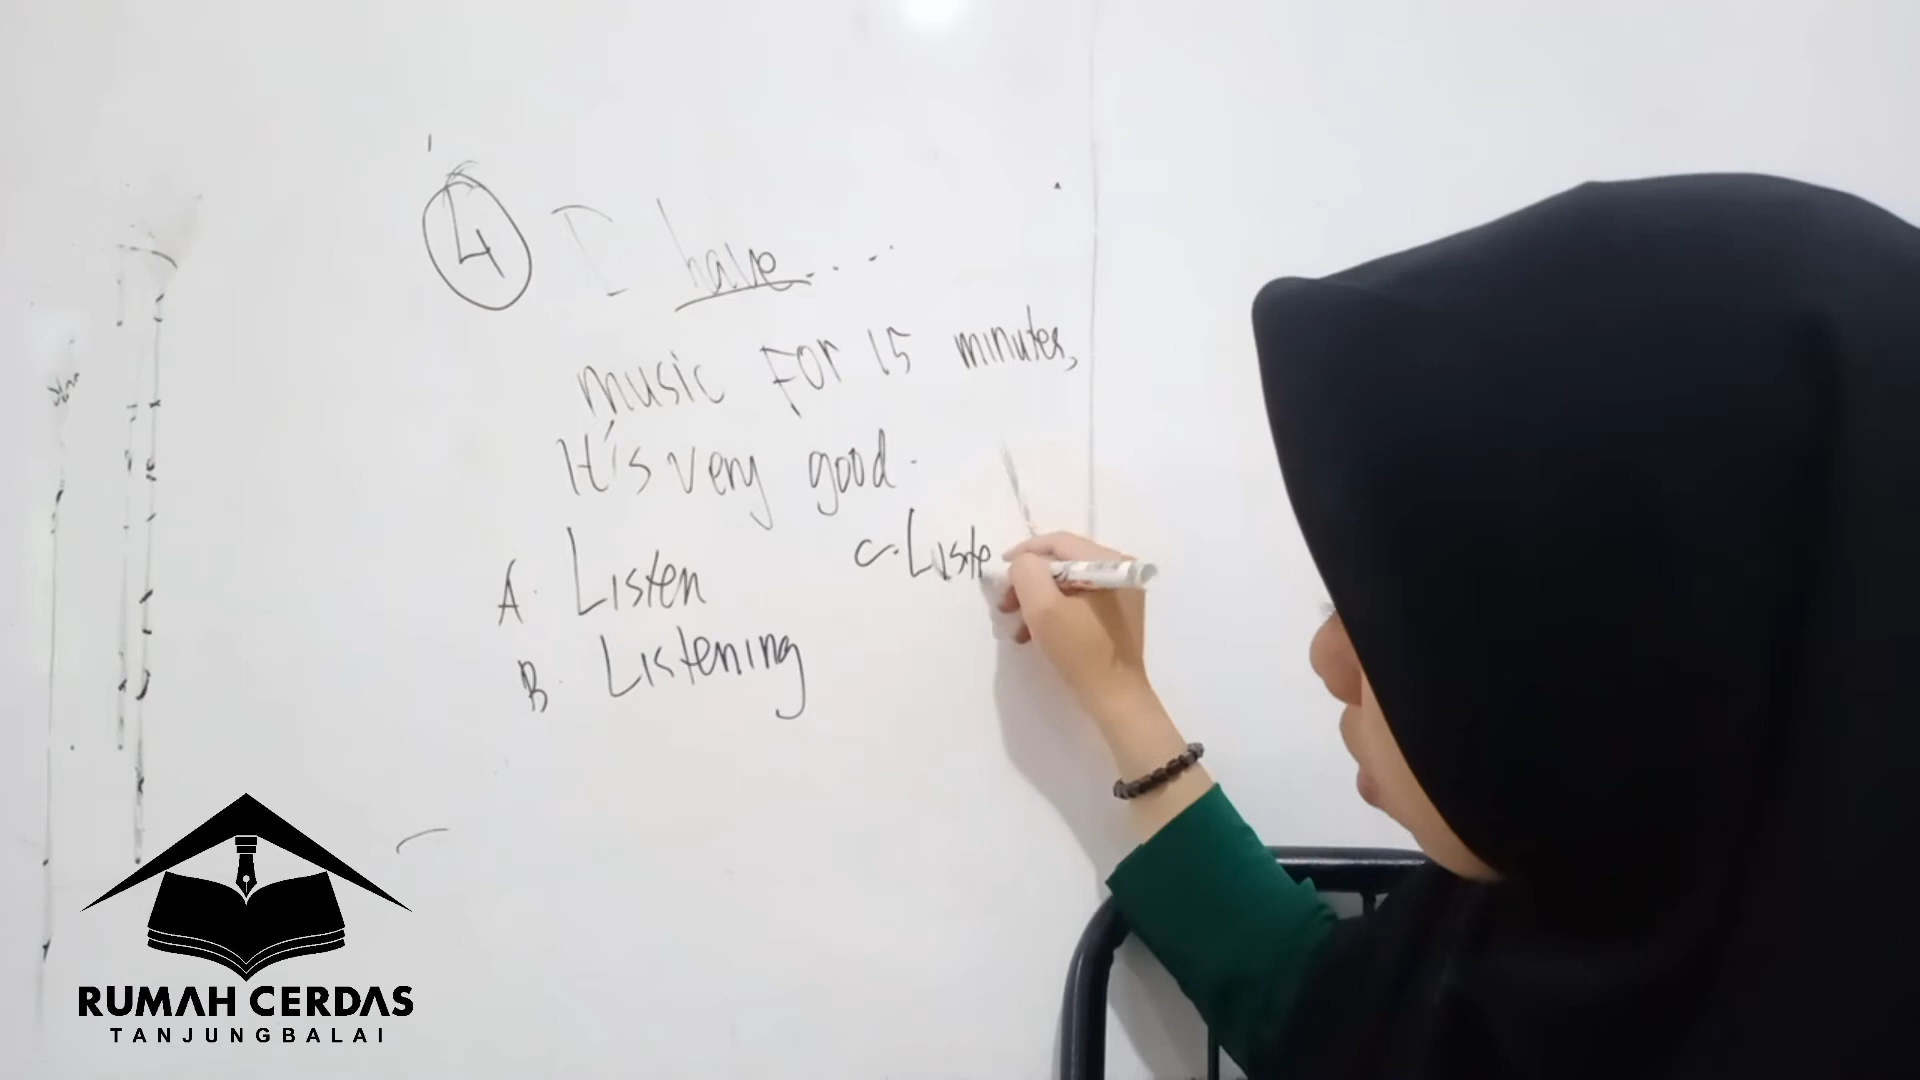 4 I have....
music For 15 minutes,
It's very good.
A. Listen
B. Listening
C. Liste
RUMAH CERDAS
TANJUNGBALAI